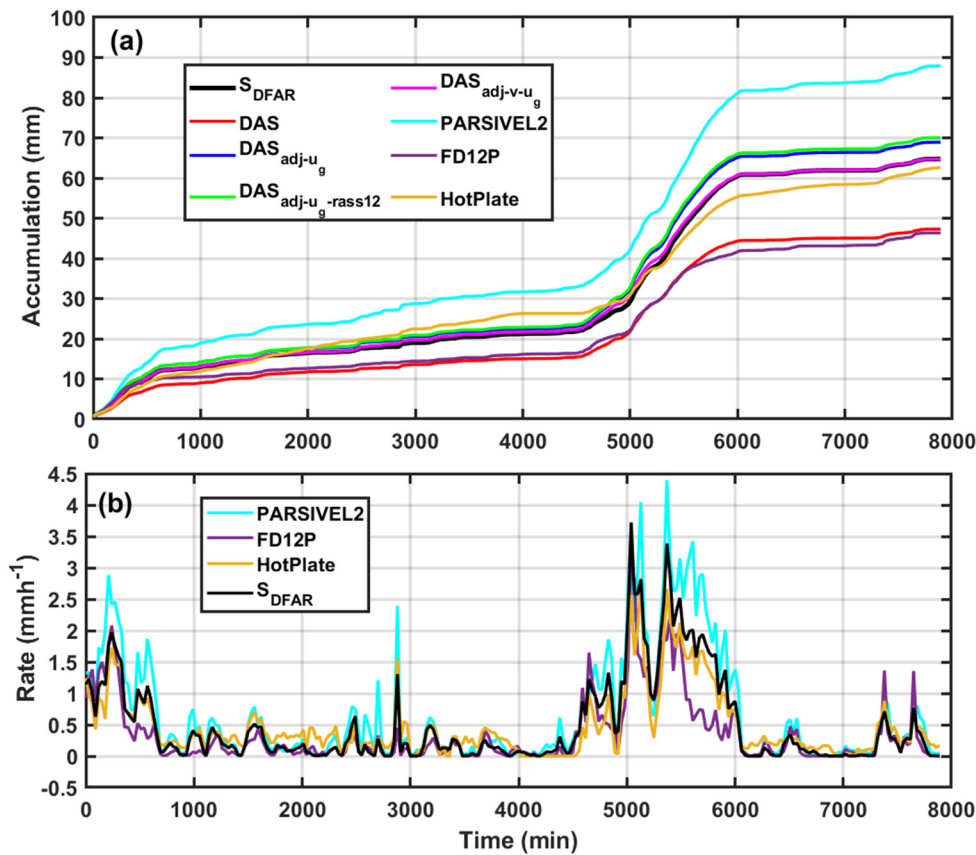 (a)
Accumulation (mm)
100
90
80
70
60
50
40
30
20
10
0
S_DFAR
DAS
DAS_adj-u_g
DAS_adj-u_g-rass12
DAS_adj-v-u_g
PARSIVEL2
FD12P
HotPlate
0 1000 2000 3000 4000 5000 6000 7000 8000
(b)
Rate (mmh^-1)
4.5
4
3.5
3
2.5
2
1.5
1
0.5
0
-0.5
PARSIVEL2
FD12P
HotPlate
S_DFAR
0 1000 2000 3000 4000 5000 6000 7000 8000
Time (min)